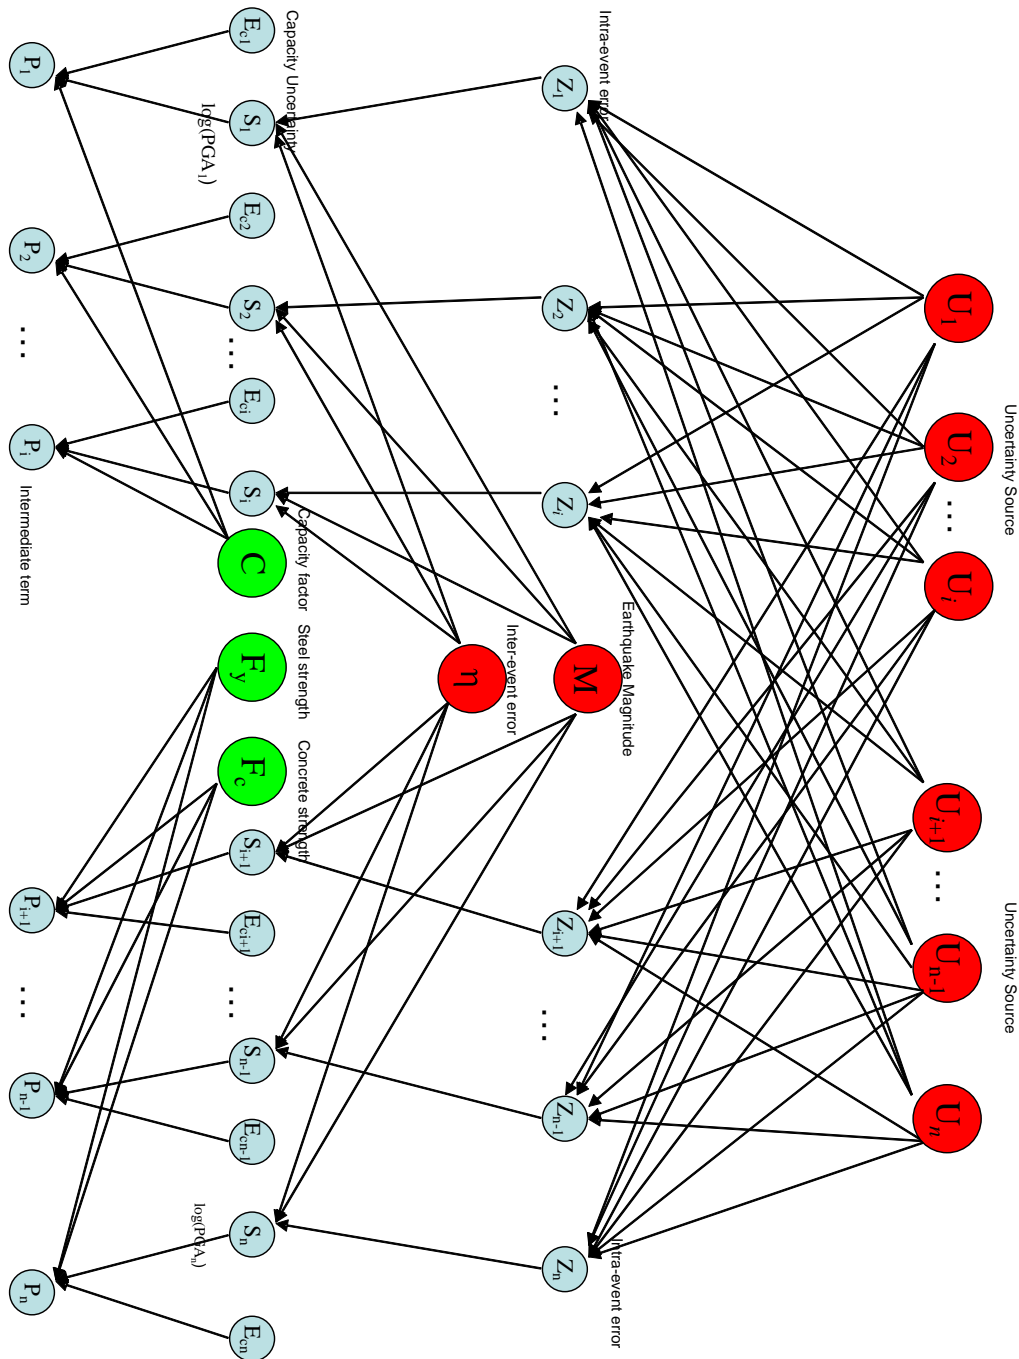 Uncertainty Source
Uncertainty Source
U1
U2
...
Ui
Ui+1
...
Un-1
Un
Intra-event error
Intra-event error
Z1
Z2
...
Zi
Zi+1
...
Zn-1
Zn
Earthquake Magnitude
M
Inter-event error
η
Capacity Uncertainty
Capacity factor
Steel strength
Concrete strength
Ec1
S1
Ec2
S2
...
Eci
Si
C
Fy
Fc
Si+1
Eci+1
...
Sn-1
Ecn-1
Sn
Ecn
log(PGA1)
log(PGAn)
P1
P2
...
Pi
Intermediate term
Pi+1
...
Pn-1
Pn